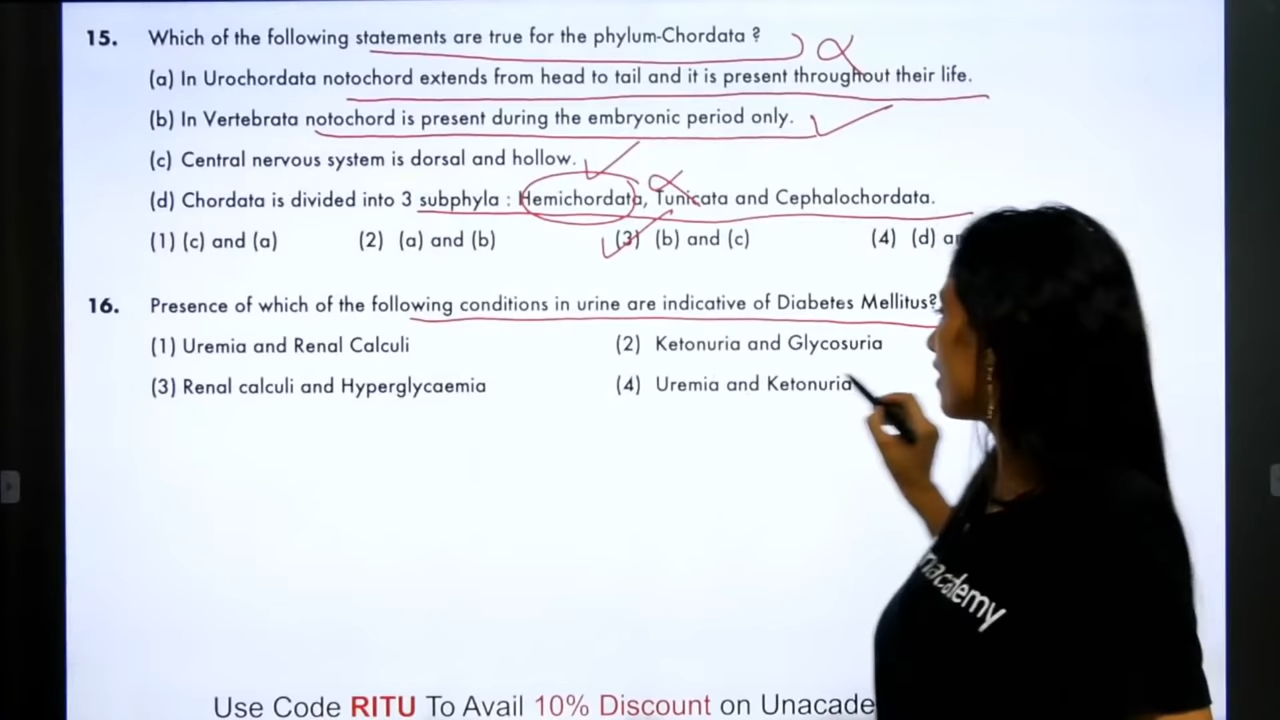 15. Which of the following statements are true for the phylum-Chordata ?
(a) In Urochordata notochord extends from head to tail and it is present throughout their life.
(b) In Vertebrata notochord is present during the embryonic period only.
(c) Central nervous system is dorsal and hollow.
(d) Chordata is divided into 3 subphyla : Hemichordata, Tunicata and Cephalochordata.
(1) (c) and (a) (2) (a) and (b) (3) (b) and (c) (4) (d)
16. Presence of which of the following conditions in urine are indicative of Diabetes Mellitus?
(1) Uremia and Renal Calculi (2) Ketonuria and Glycosuria
(3) Renal calculi and Hyperglycaemia (4) Uremia and Ketonuria
nacademy
Use Code RITU To Avail 10% Discount on Unacade